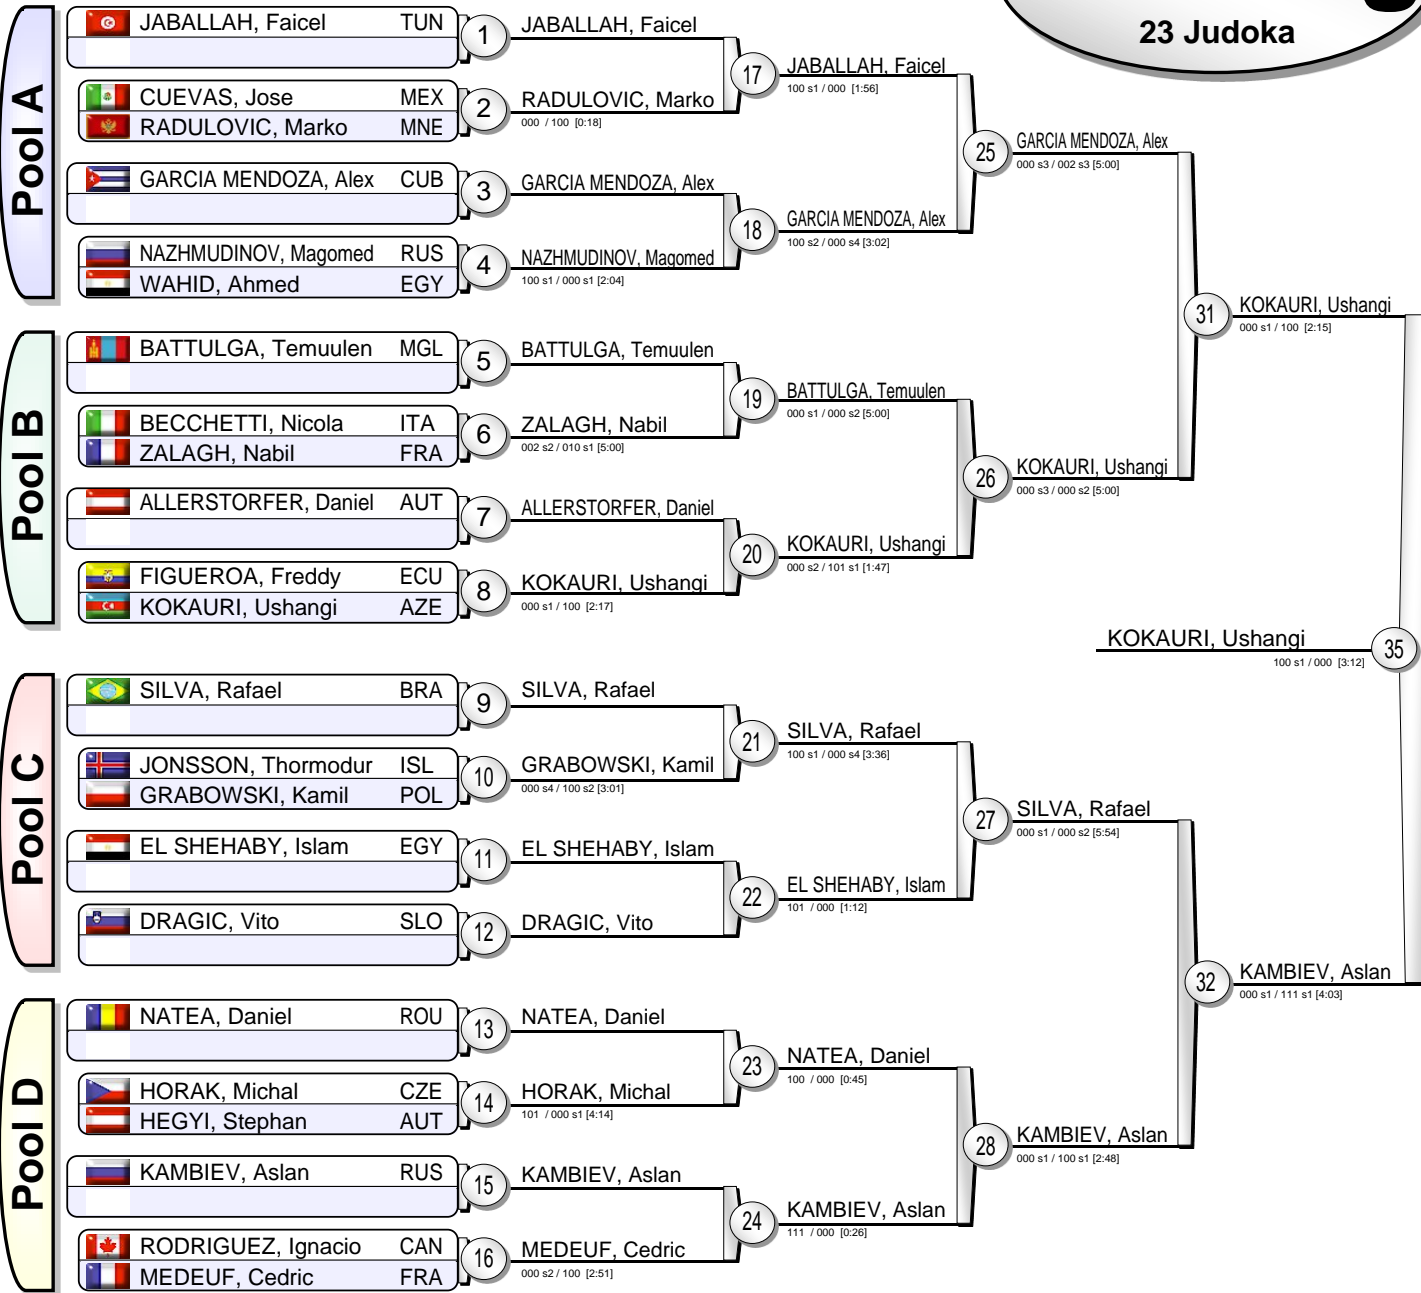 23 Judoka
Pool A
JABALLAH, Faicel TUN
1
CUEVAS, Jose MEX
RADULOVIC, Marko MNE
2
GARCIA MENDOZA, Alex CUB
3
NAZHMUDINOV, Magomed RUS
WAHID, Ahmed EGY
4
Pool B
BATTULGA, Temuulen MGL
5
BECCHETTI, Nicola ITA
ZALAGH, Nabil FRA
6
ALLERSTORFER, Daniel AUT
7
FIGUEROA, Freddy ECU
KOKAURI, Ushangi AZE
8
Pool C
SILVA, Rafael BRA
9
JONSSON, Thormodur ISL
GRABOWSKI, Kamil POL
10
EL SHEHABY, Islam EGY
11
DRAGIC, Vito SLO
12
Pool D
NATEA, Daniel ROU
13
HORAK, Michal CZE
HEGYI, Stephan AUT
14
KAMBIEV, Aslan RUS
15
RODRIGUEZ, Ignacio CAN
MEDEUF, Cedric FRA
16
JABALLAH, Faicel
RADULOVIC, Marko
000 / 100 [0:18]
17
GARCIA MENDOZA, Alex
NAZHMUDINOV, Magomed
100 s1 / 000 s1 [2:04]
18
BATTULGA, Temuulen
ZALAGH, Nabil
002 s2 / 010 s1 [5:00]
19
ALLERSTORFER, Daniel
KOKAURI, Ushangi
000 s1 / 100 [2:17]
20
SILVA, Rafael
GRABOWSKI, Kamil
000 s4 / 100 s2 [3:01]
21
EL SHEHABY, Islam
DRAGIC, Vito
22
NATEA, Daniel
HORAK, Michal
101 / 000 s1 [4:14]
23
KAMBIEV, Aslan
MEDEUF, Cedric
000 s2 / 100 [2:51]
24
JABALLAH, Faicel
100 s1 / 000 [1:56]
GARCIA MENDOZA, Alex
100 s2 / 000 s4 [3:02]
25
BATTULGA, Temuulen
000 s1 / 000 s2 [5:00]
KOKAURI, Ushangi
000 s2 / 101 s1 [1:47]
26
SILVA, Rafael
100 s1 / 000 s4 [3:36]
EL SHEHABY, Islam
101 / 000 [1:12]
27
NATEA, Daniel
100 / 000 [0:45]
KAMBIEV, Aslan
111 / 000 [0:26]
28
GARCIA MENDOZA, Alex
000 s3 / 002 s3 [5:00]
KOKAURI, Ushangi
000 s3 / 000 s2 [5:00]
31
SILVA, Rafael
000 s1 / 000 s2 [5:54]
KAMBIEV, Aslan
000 s1 / 100 s1 [2:48]
32
KOKAURI, Ushangi
000 s1 / 100 [2:15]
KAMBIEV, Aslan
000 s1 / 111 s1 [4:03]
KOKAURI, Ushangi
100 s1 / 000 [3:12]
35